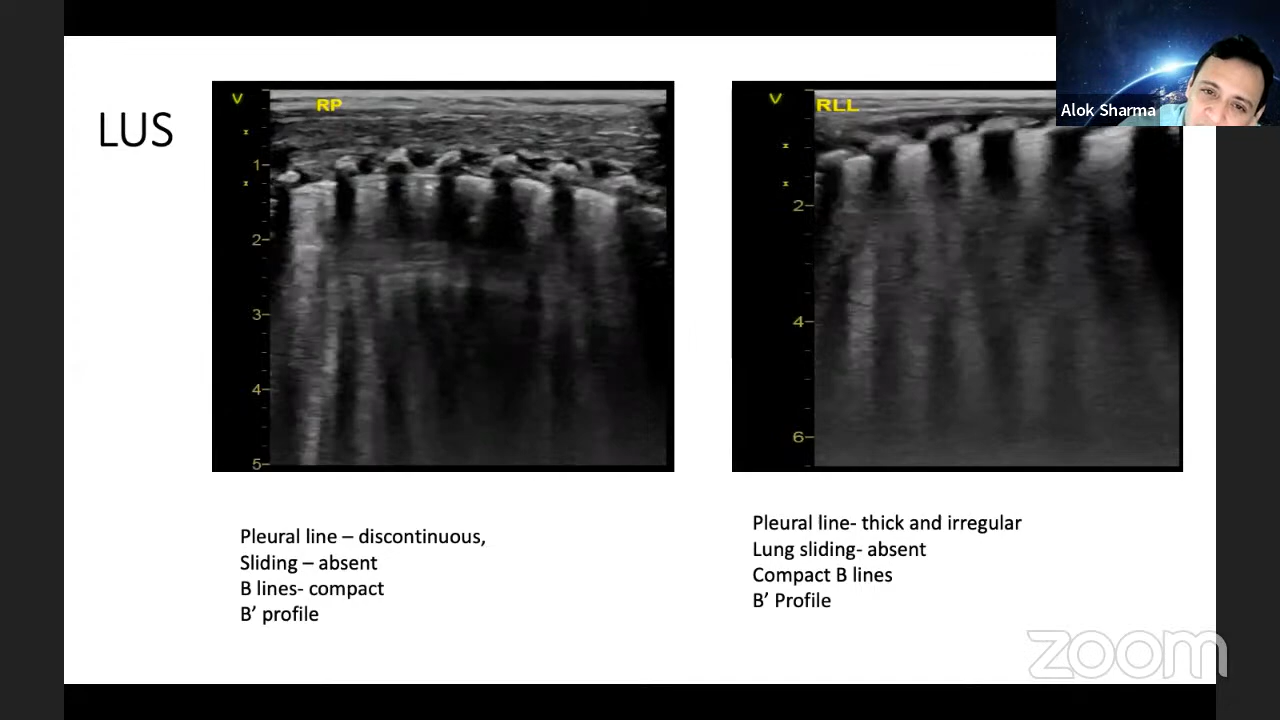 LUS
V
RP
1
2
3
4
5
Pleural line – discontinuous,
Sliding – absent
B lines- compact
B’ profile
V
RLL
2
4
6
Pleural line- thick and irregular
Lung sliding- absent
Compact B lines
B’ Profile
Alok Sharma
zoom